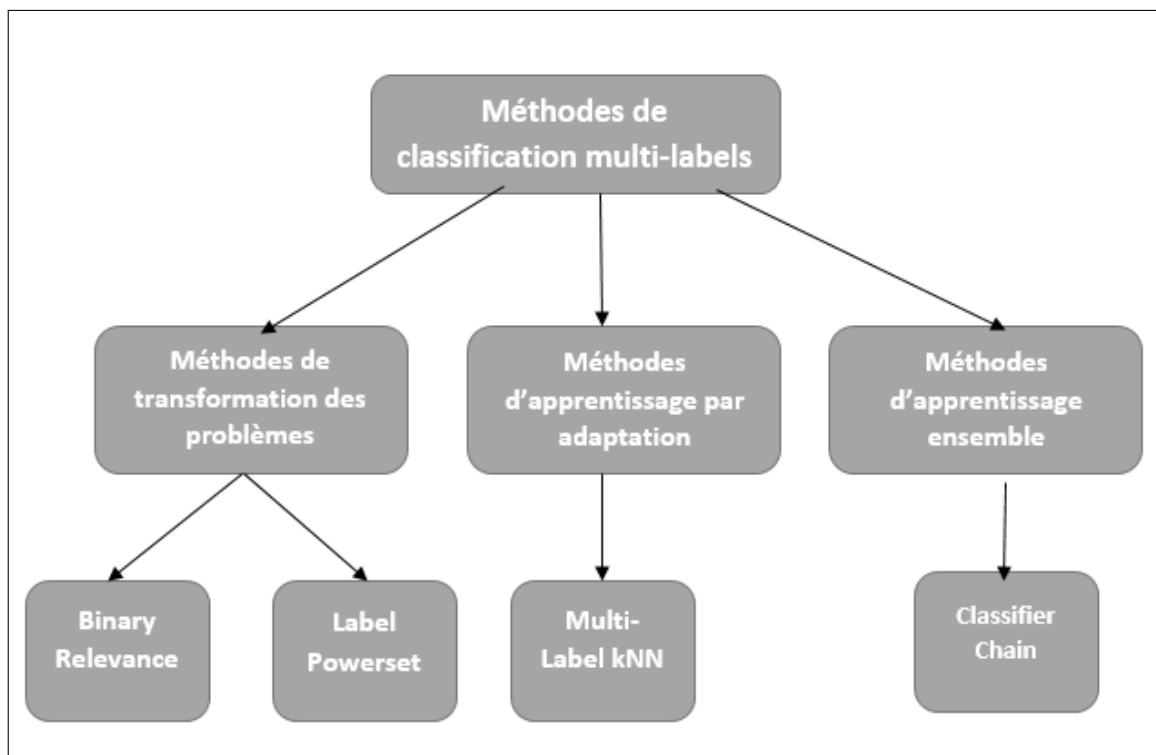 Méthodes de
classification multi-labels
Méthodes de
transformation des
problèmes
Méthodes
d’apprentissage par
adaptation
Méthodes
d’apprentissage
ensemble
Binary
Relevance
Label
Powerset
Multi-
Label kNN
Classifier
Chain